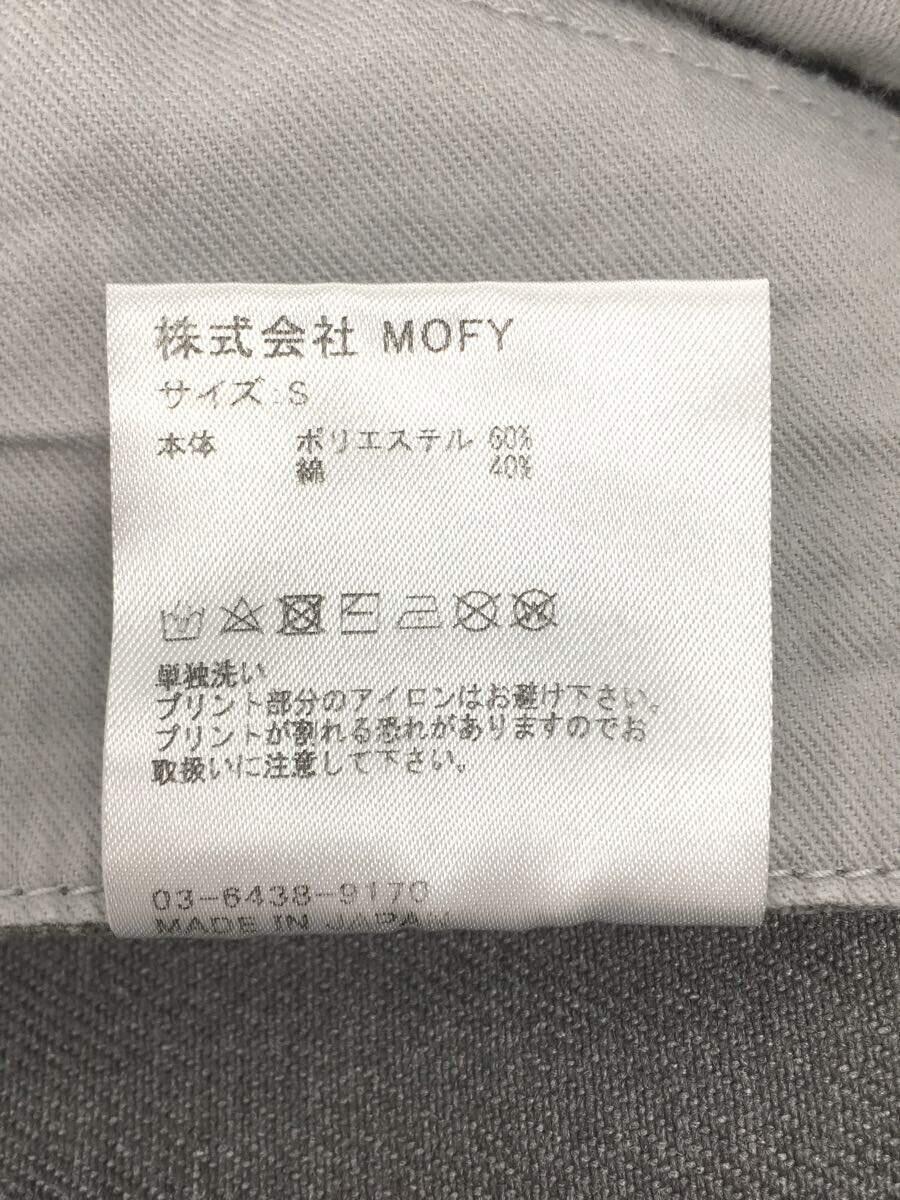 株式会社 MOFY
サイズ:S
本体 ポリエステル 60%
綿 40%
単独洗い
プリント部分のアイロンはお避け下さい。
プリントが割れる恐れがありますのでお
取扱いに注意して下さい。
03-6438-9170
MADE IN JAPAN